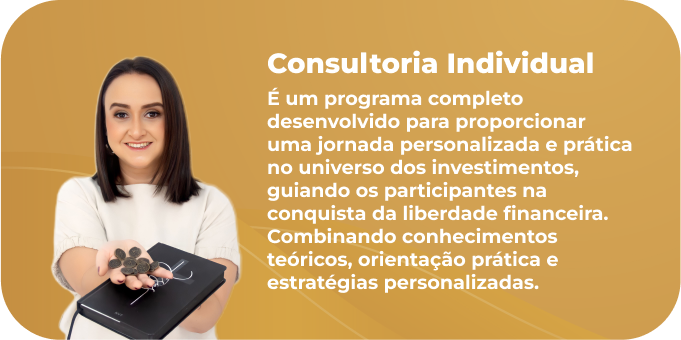 Consultoria Individual
É um programa completo
desenvolvido para proporcionar
uma jornada personalizada e prática
no universo dos investimentos,
guiando os participantes na
conquista da liberdade financeira.
Combinando conhecimentos
teóricos, orientação prática e
estratégias personalizadas.